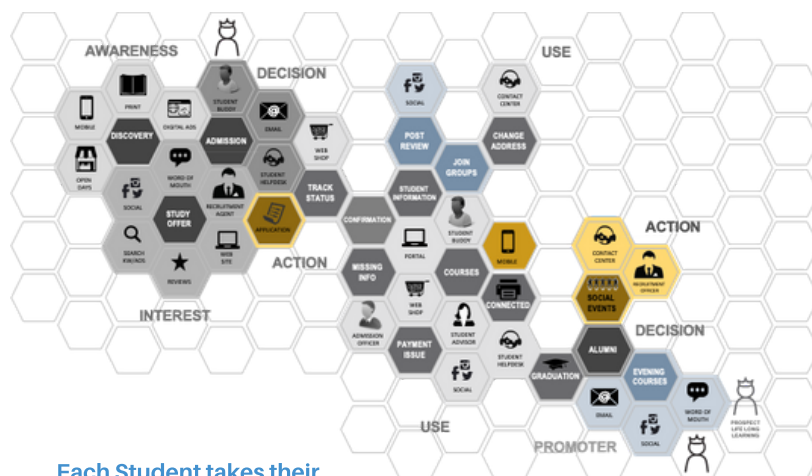 AWARENESS
USE
DECISION
PRINT
STUDENT
BUDDY
SOCIAL
CONTACT
CENTER
MOBILE
DIGITAL ADS
EMAIL
DISCOVERY
ADMISSION
WEB
SHOP
POST
REVIEW
CHANGE
ADDRESS
OPEN
DAYS
WORD OF
MOUTH
STUDENT
HELPDESK
JOIN
GROUPS
SOCIAL
RECRUITMENT
AGENT
TRACK
STATUS
STUDENT
INFORMATION
STUDY
OFFER
APPLICATION
CONFIRMATION
STUDENT
BUDDY
ACTION
SEARCH
KW/ADS
WEB
SITE
PORTAL
MOBILE
CONTACT
CENTER
REVIEWS
ACTION
MISSING
INFO
COURSES
RECRUITMENT
OFFICER
INTEREST
WEB
SHOP
CONNECTED
SOCIAL
EVENTS
ADMISSION
OFFICER
STUDENT
ADVISOR
DECISION
PAYMENT
ISSUE
STUDENT
HELPDESK
ALUMNI
SOCIAL
GRADUATION
EVENING
COURSES
EMAIL
WORD OF
MOUTH
PROSPECT
LIFE LONG
LEARNING
USE
PROMOTER
SOCIAL
Each Student takes their